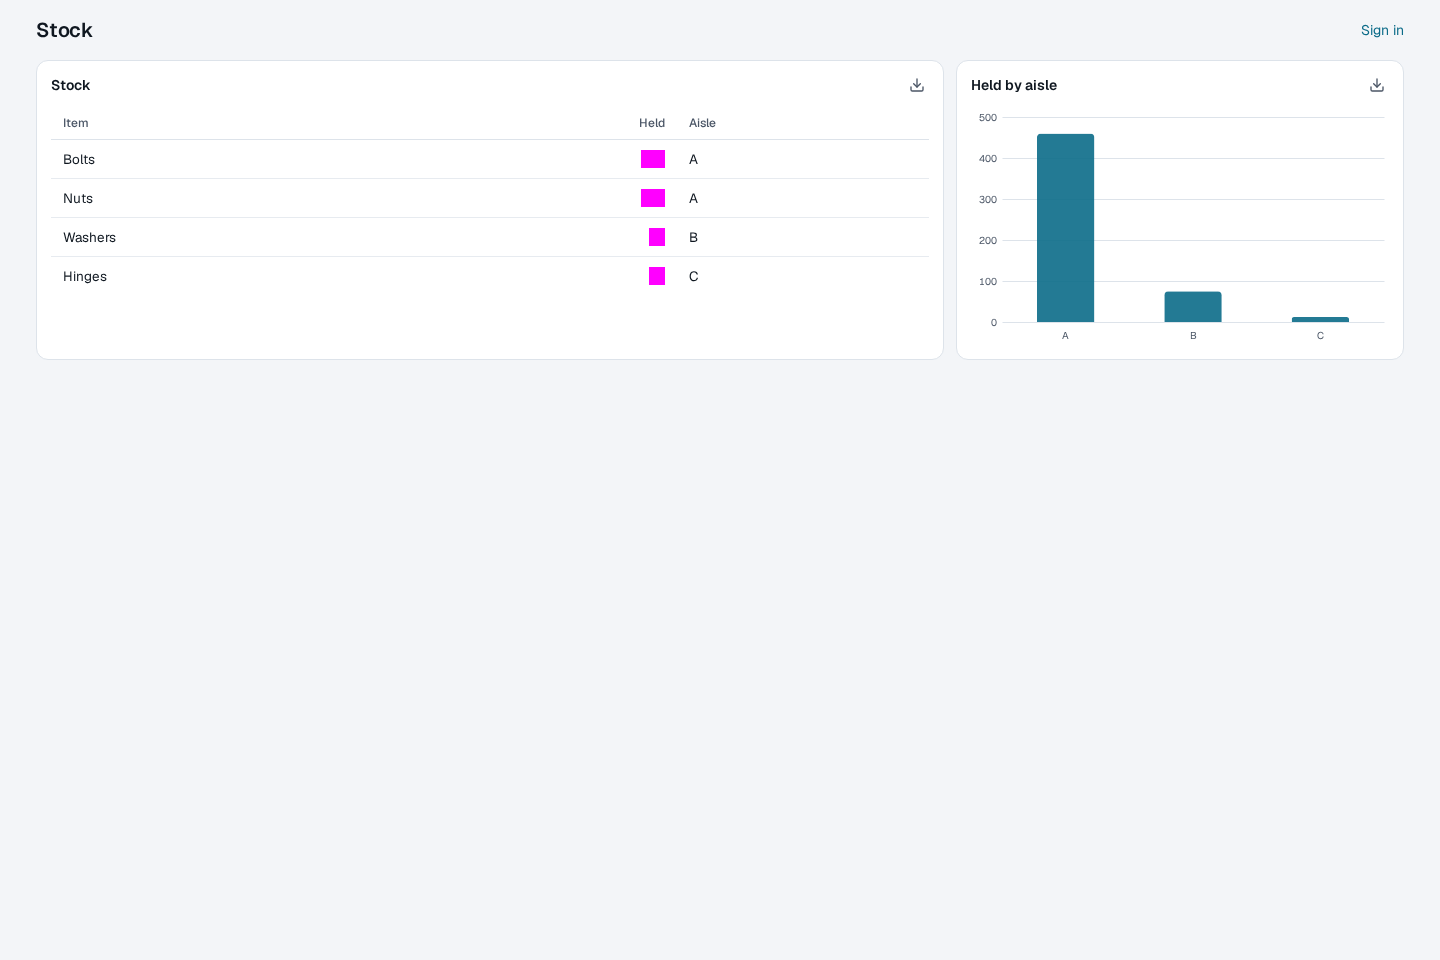 Stock
Sign in
Stock
Item Held Aisle
Bolts A
Nuts A
Washers B
Hinges C
Held by aisle
500
400
300
200
100
0
A B C